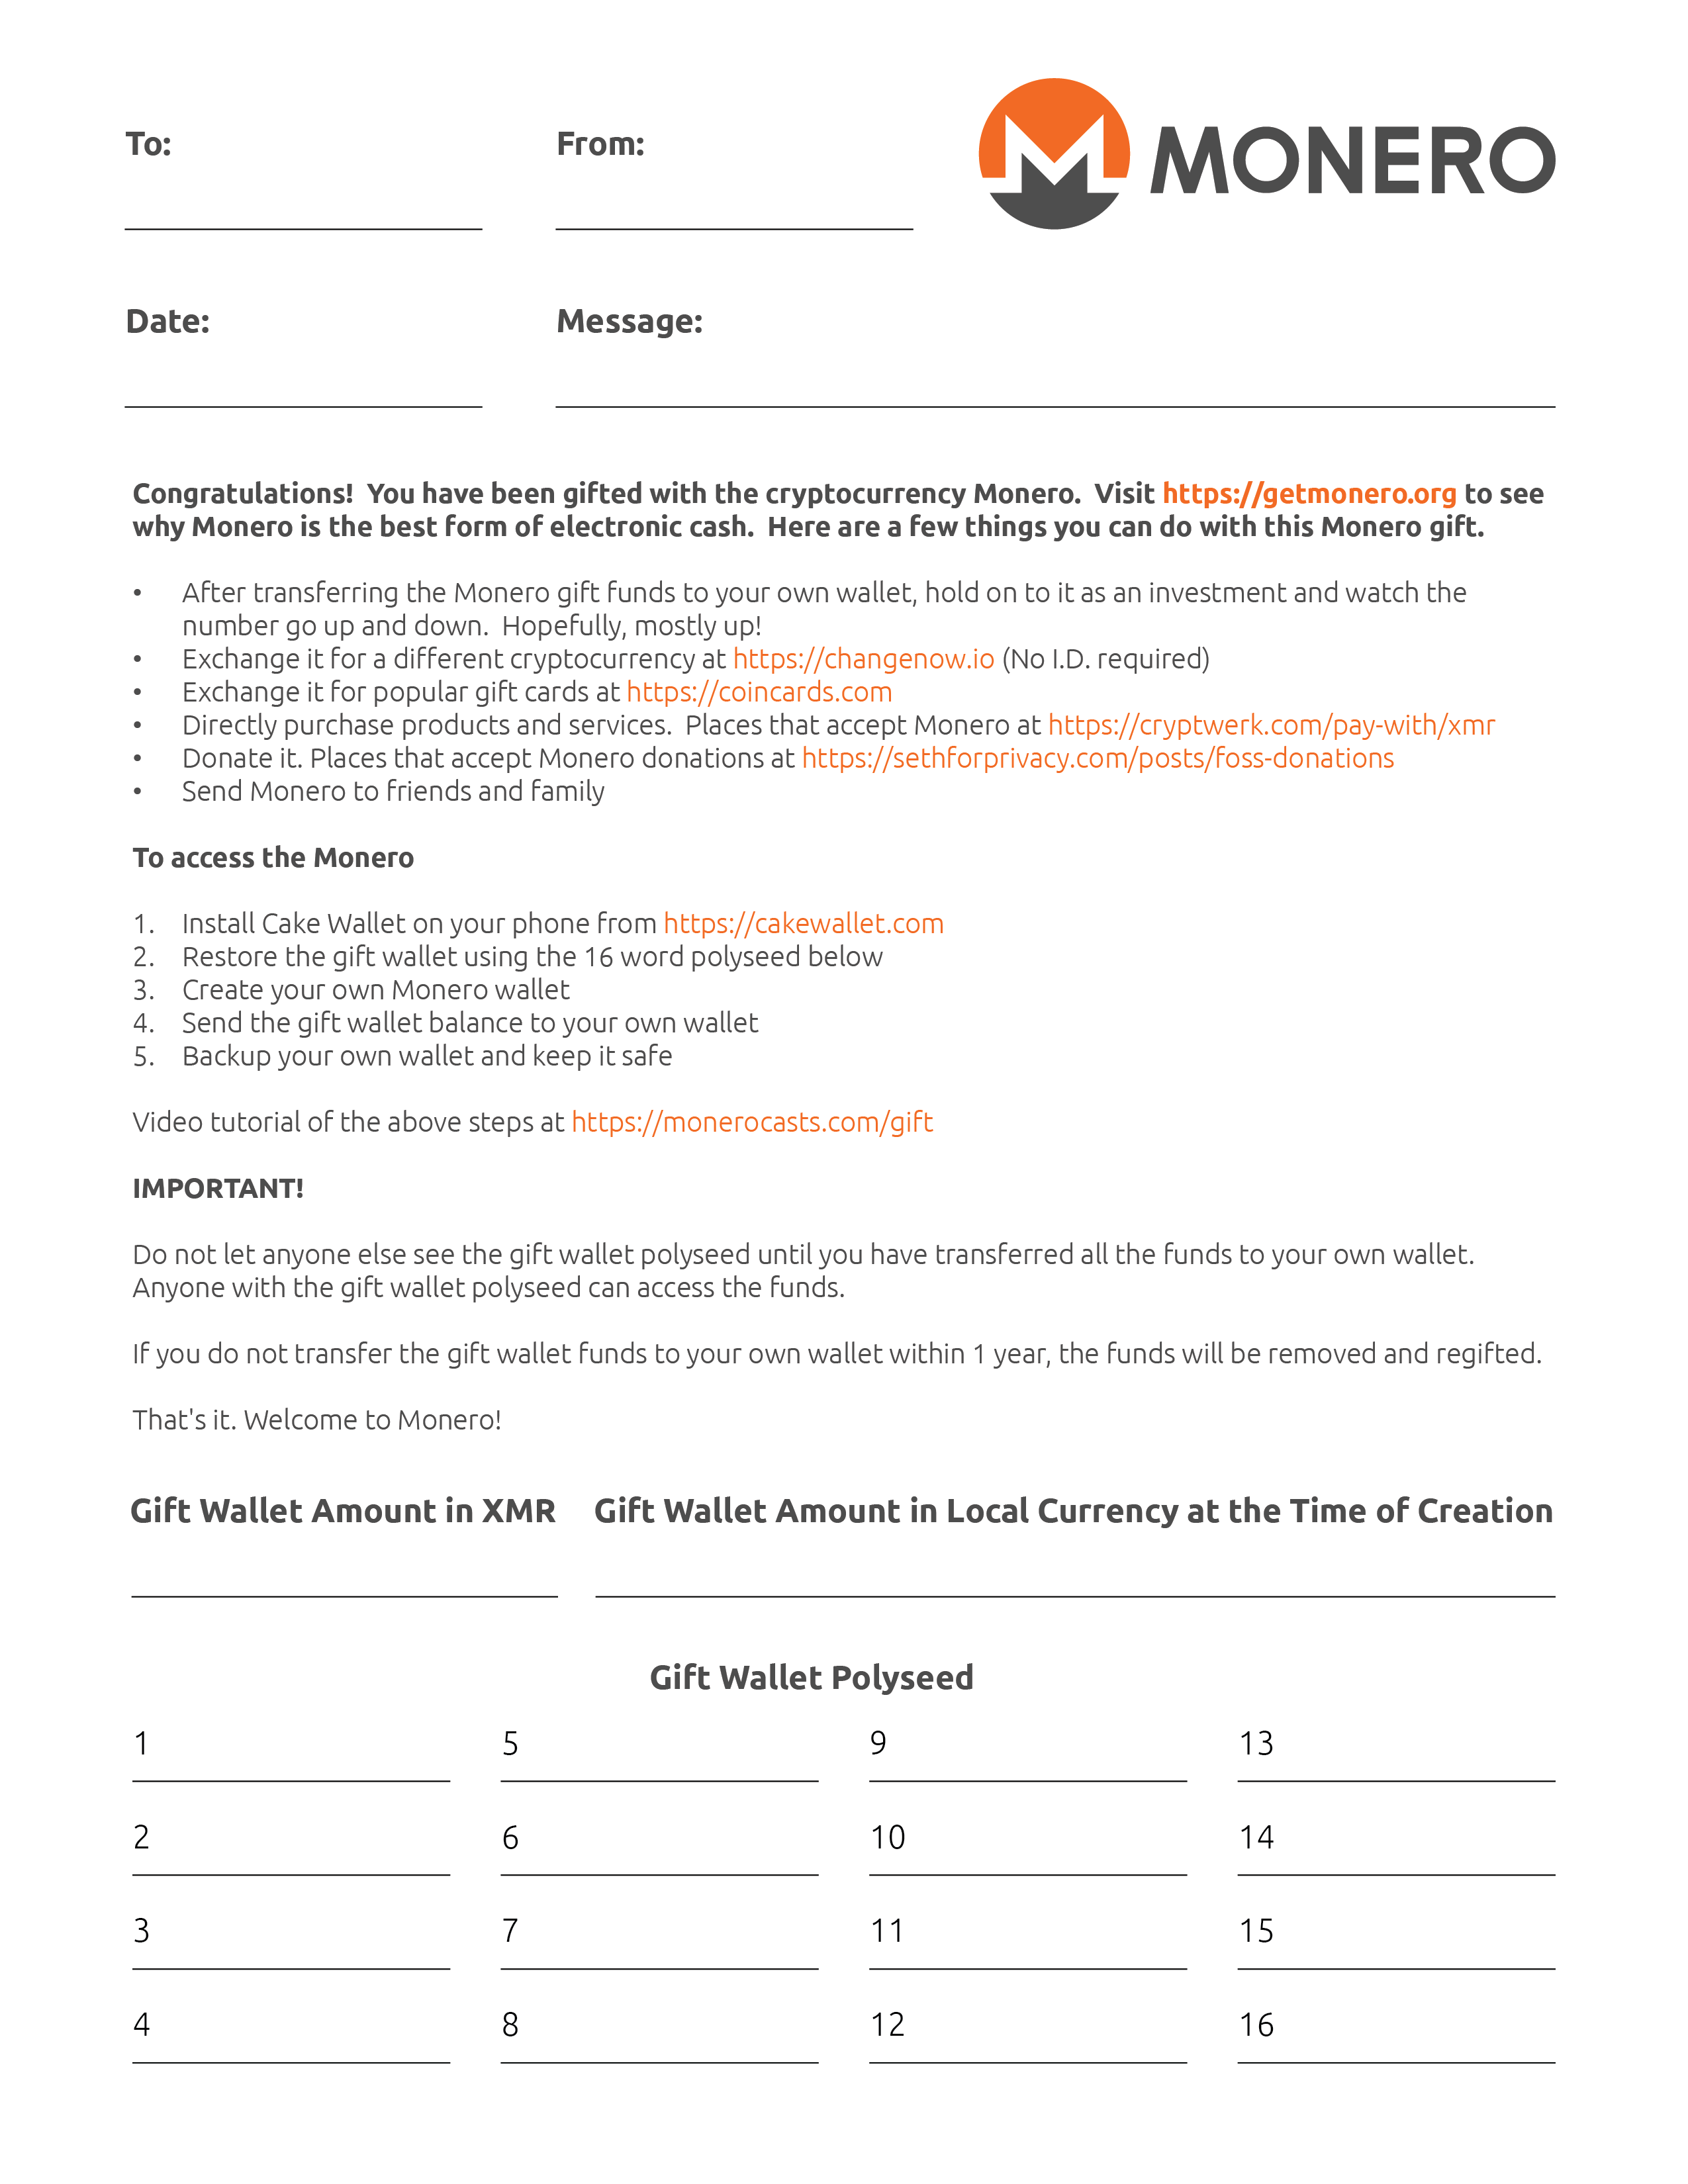 To:
From:
MONERO
Date:
Message:
Congratulations!  You have been gifted with the cryptocurrency Monero.  Visit https://getmonero.org to see
why Monero is the best form of electronic cash.  Here are a few things you can do with this Monero gift.
• After transferring the Monero gift funds to your own wallet, hold on to it as an investment and watch the
number go up and down.  Hopefully, mostly up!
• Exchange it for a different cryptocurrency at https://changenow.io (No I.D. required)
• Exchange it for popular gift cards at https://coincards.com
• Directly purchase products and services.  Places that accept Monero at https://cryptwerk.com/pay-with/xmr
• Donate it. Places that accept Monero donations at https://sethforprivacy.com/posts/foss-donations
• Send Monero to friends and family
To access the Monero
1. Install Cake Wallet on your phone from https://cakewallet.com
2. Restore the gift wallet using the 16 word polyseed below
3. Create your own Monero wallet
4. Send the gift wallet balance to your own wallet
5. Backup your own wallet and keep it safe
Video tutorial of the above steps at https://monerocasts.com/gift
IMPORTANT!
Do not let anyone else see the gift wallet polyseed until you have transferred all the funds to your own wallet.
Anyone with the gift wallet polyseed can access the funds.
If you do not transfer the gift wallet funds to your own wallet within 1 year, the funds will be removed and regifted.
That's it. Welcome to Monero!
Gift Wallet Amount in XMR
Gift Wallet Amount in Local Currency at the Time of Creation
Gift Wallet Polyseed
1 5 9 13
2 6 10 14
3 7 11 15
4 8 12 16